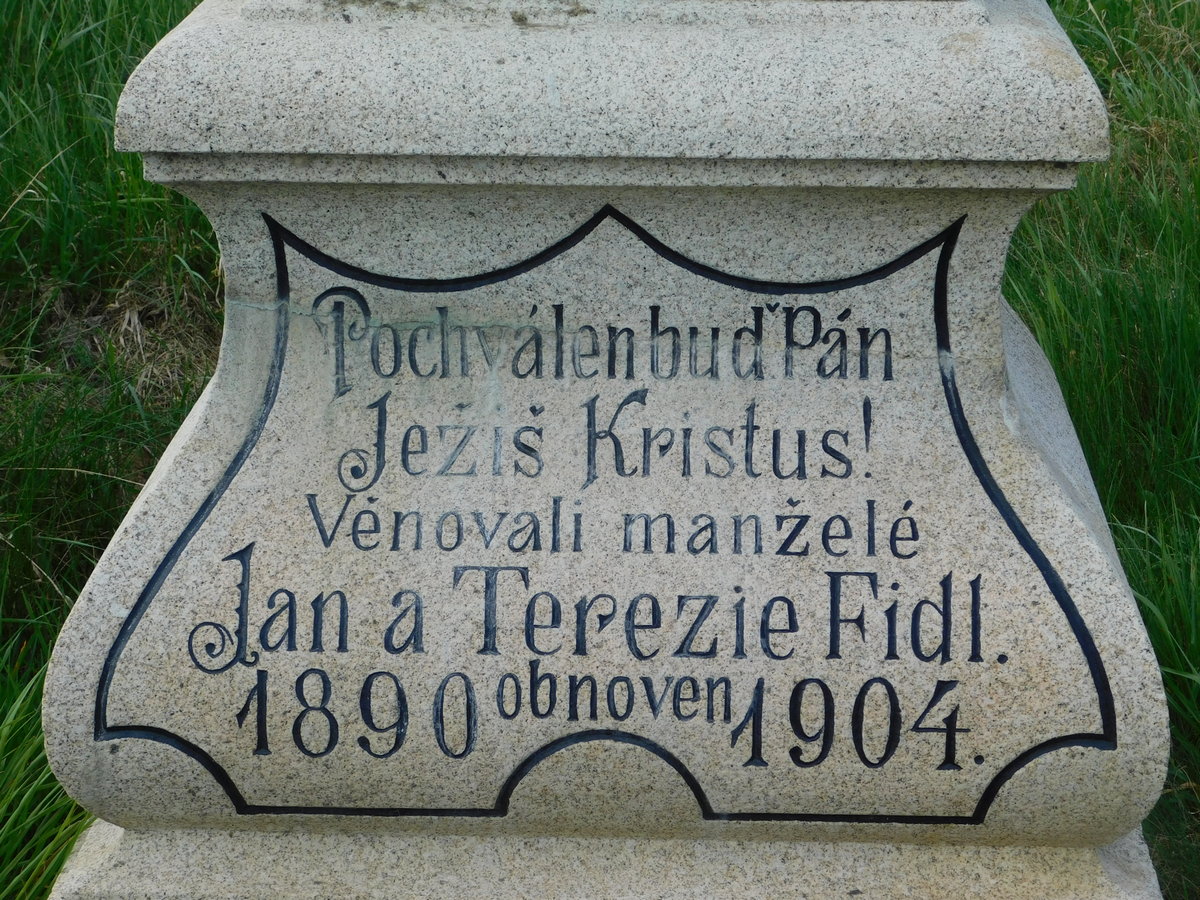 Pochválen buď Pán
Ježiš Kristus!
Věnovali manželé
Jan a Terezie Fidl.
1890 obnoven 1904.